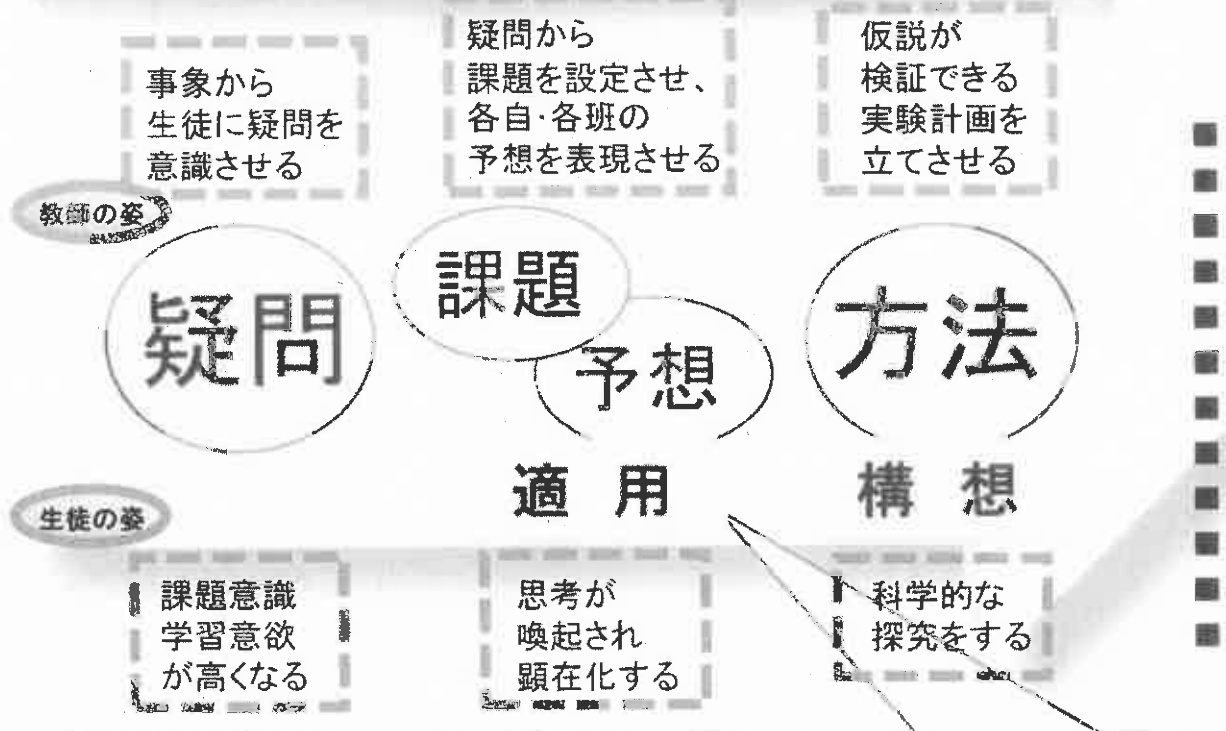 事象から
生徒に疑問を
意識させる
疑問から
課題を設定させ、
各自・各班の
予想を表現させる
仮説が
検証できる
実験計画を
立てさせる
教師の姿
疑問
課題
予想
方法
適用
構想
生徒の姿
課題意識
学習意欲
が高くなる
思考が
喚起され
顕在化する
科学的な
探究をする